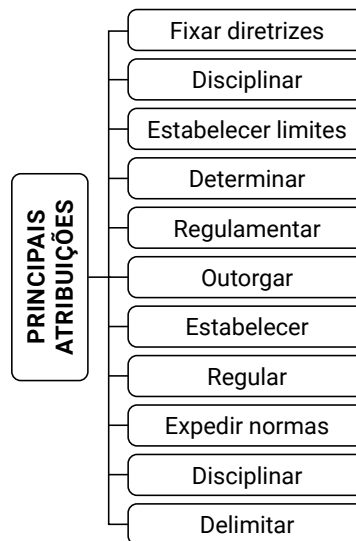 PRINCIPAIS
ATRIBUIÇÕES
Fixar diretrizes
Disciplinar
Estabelecer limites
Determinar
Regulamentar
Outorgar
Estabelecer
Regular
Expedir normas
Disciplinar
Delimitar